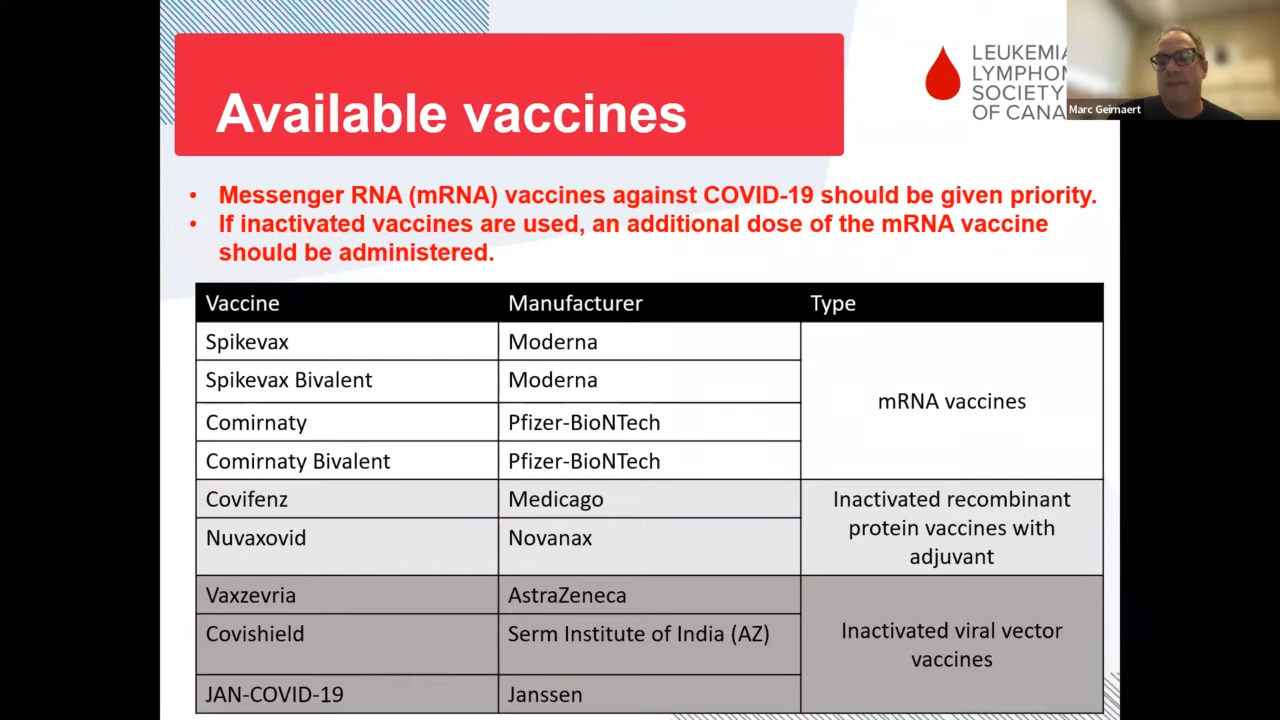 Available vaccines
LEUKEMIA
LYMPHOM
SOCIETY
OF CANA
Marc Geirnaert
• Messenger RNA (mRNA) vaccines against COVID-19 should be given priority.
• If inactivated vaccines are used, an additional dose of the mRNA vaccine
should be administered.
Vaccine Manufacturer Type
Spikevax Moderna
Spikevax Bivalent Moderna
mRNA vaccines
Comirnaty Pfizer-BioNTech
Comirnaty Bivalent Pfizer-BioNTech
Covifenz Medicago
Inactivated recombinant
protein vaccines with
adjuvant
Nuvaxovid Novanax
Vaxzevria AstraZeneca
Covishield Serm Institute of India (AZ)
Inactivated viral vector
vaccines
JAN-COVID-19 Janssen